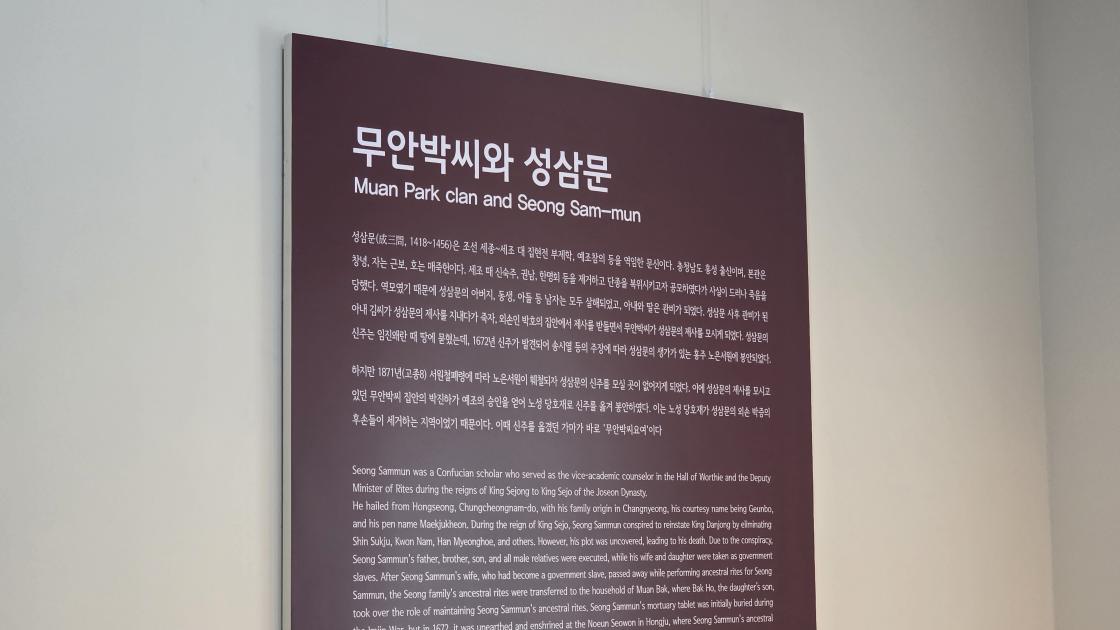 무안박씨와 성삼문
Muan Park clan and Seong Sam-mun
성삼문(成三問, 1418~1456)은 조선 세종~세조 대 집현전 부제학, 예조참의 등을 역임한 문신이다. 충청남도 홍성 출신이며, 본관은
창녕, 자는 근보, 호는 매죽헌이다. 세조 때 신숙주, 권남, 한명회 등을 제거하고 단종을 복위시키고자 공모하였다가 사실이 드러나 죽음을
당했다. 역모였기 때문에 성삼문의 아버지, 동생, 아들 등 남자는 모두 살해되었고, 아내와 딸은 관비가 되었다. 성삼문 사후 관비가 된
아내 김씨가 성삼문의 제사를 지내다가 죽자, 외손인 박호의 집안에서 제사를 받들면서 무안박씨가 성삼문의 제사를 모시게 되었다. 성삼문의
신주는 임진왜란 때 땅에 묻혔는데, 1672년 신주가 발견되어 송시열 등의 주장에 따라 성삼문의 생가가 있는 홍주 노은서원에 봉안되었다.
하지만 1871년(고종8) 서원철폐령에 따라 노은서원이 훼철되자 성삼문의 신주를 모실 곳이 없어지게 되었다. 이에 성삼문의 제사를 모시고
있던 무안박씨 집안의 박진하가 예조의 승인을 얻어 노성 당호재로 신주를 옮겨 봉안하였다. 이는 노성 당호재가 성삼문의 외손 박증의
후손들이 세거하는 지역이었기 때문이다. 이때 신주를 옮겼던 가마가 바로 '무안박씨요여'이다
Seong Sammun was a Confucian scholar who served as the vice-academic counselor in the Hall of Worthie and the Deputy
Minister of Rites during the reigns of King Sejong to King Sejo of the Joseon Dynasty.
He hailed from Hongseong, Chungcheongnam-do, with his family origin in Changnyeong, his courtesy name being Geunbo,
and his pen name Maekjukheon. During the reign of King Sejo, Seong Sammun conspired to reinstate King Danjong by eliminating
Shin Sukju, Kwon Nam, Han Myeonghoe, and others. However, his plot was uncovered, leading to his death. Due to the conspiracy,
Seong Sammun's father, brother, son, and all male relatives were executed, while his wife and daughter were taken as government
slaves. After Seong Sammun's wife, who had become a government slave, passed away while performing ancestral rites for Seong
Sammun, the Seong family's ancestral rites were transferred to the household of Muan Bak, where Bak Ho, the daughter's son,
took over the role of maintaining Seong Sammun's ancestral rites. Seong Sammun's mortuary tablet was initially buried during
the Imjin War, but in 1672, it was unearthed and enshrined at the Noeun Seowon in Hongju, where Seong Sammun's ancestral